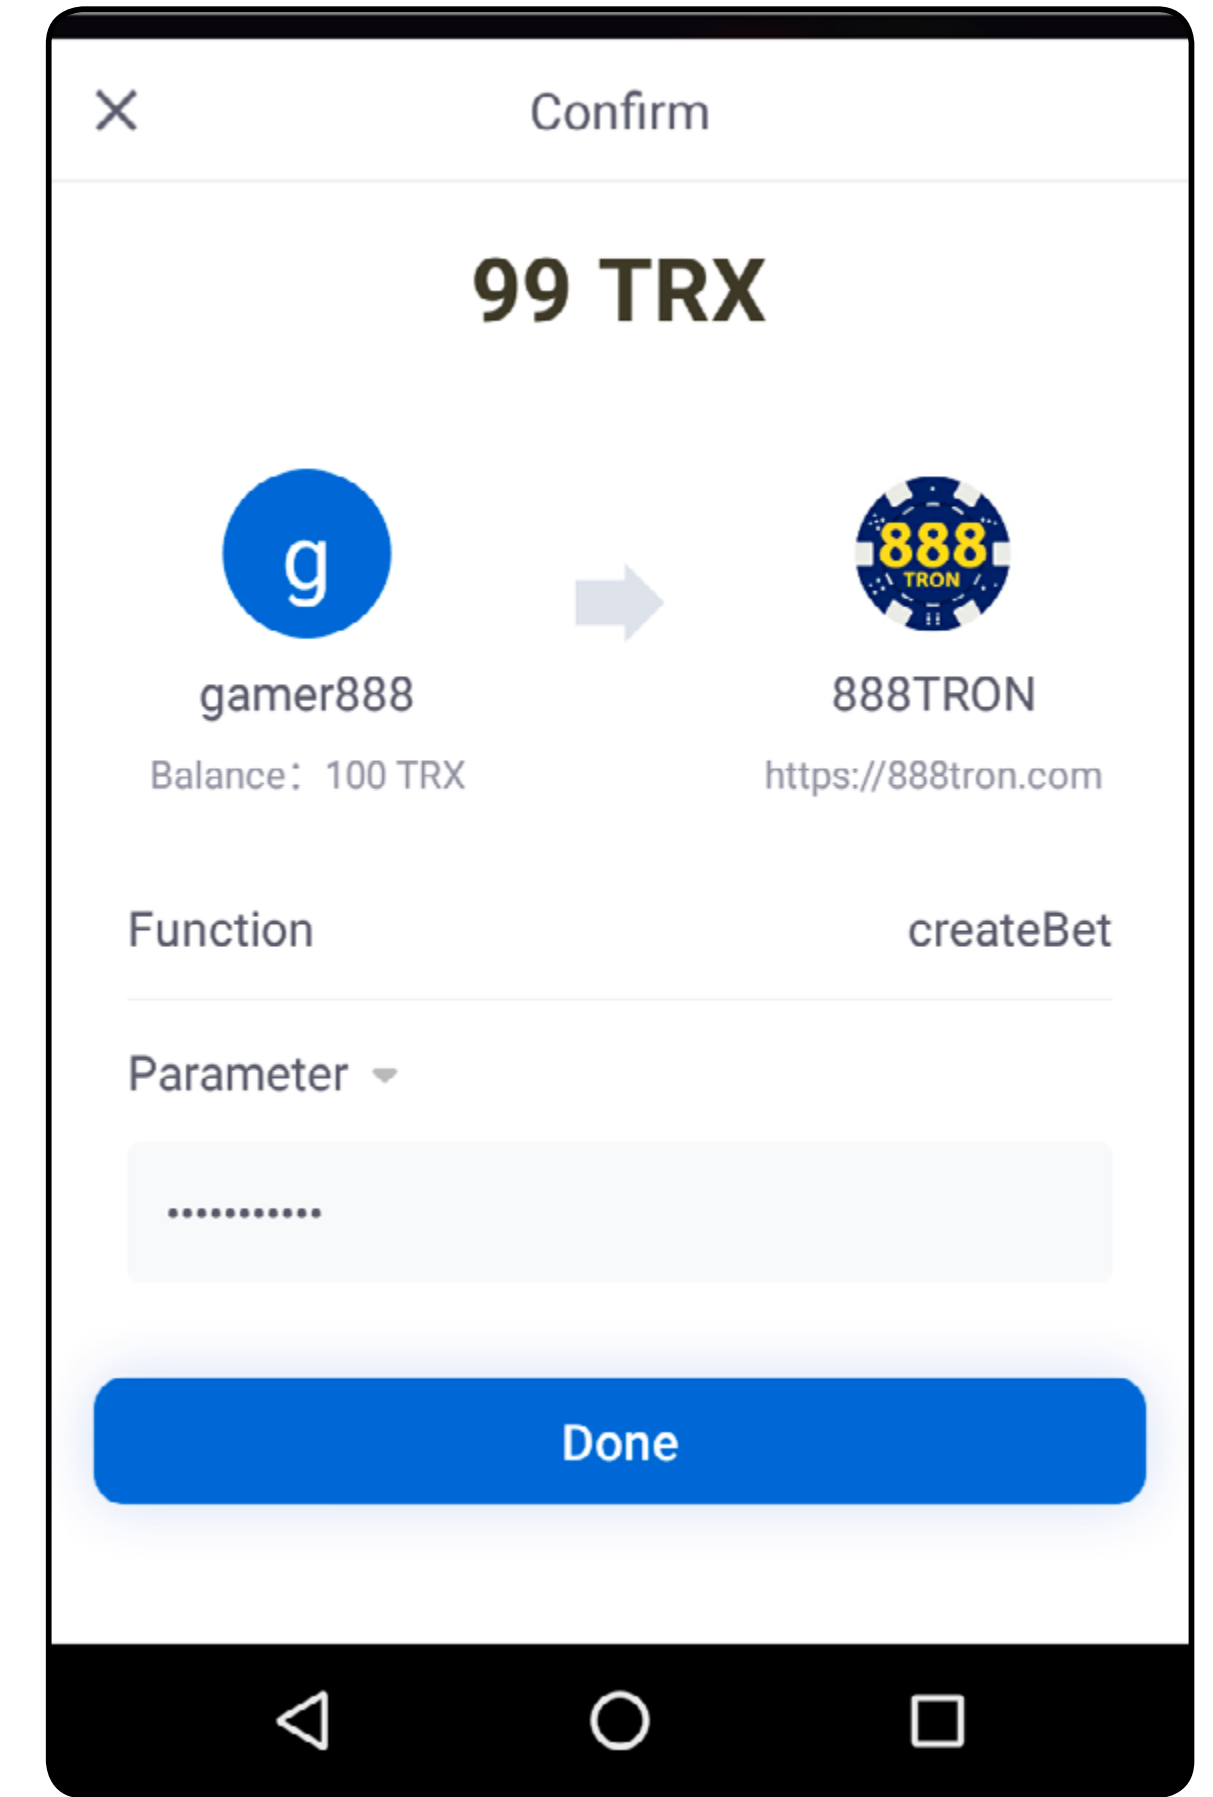 Confirm
99 TRX
g
888
TRON
gamer888
888TRON
Balance：100 TRX
https://888tron.com
Function
createBet
Parameter
•••••••••••
Done